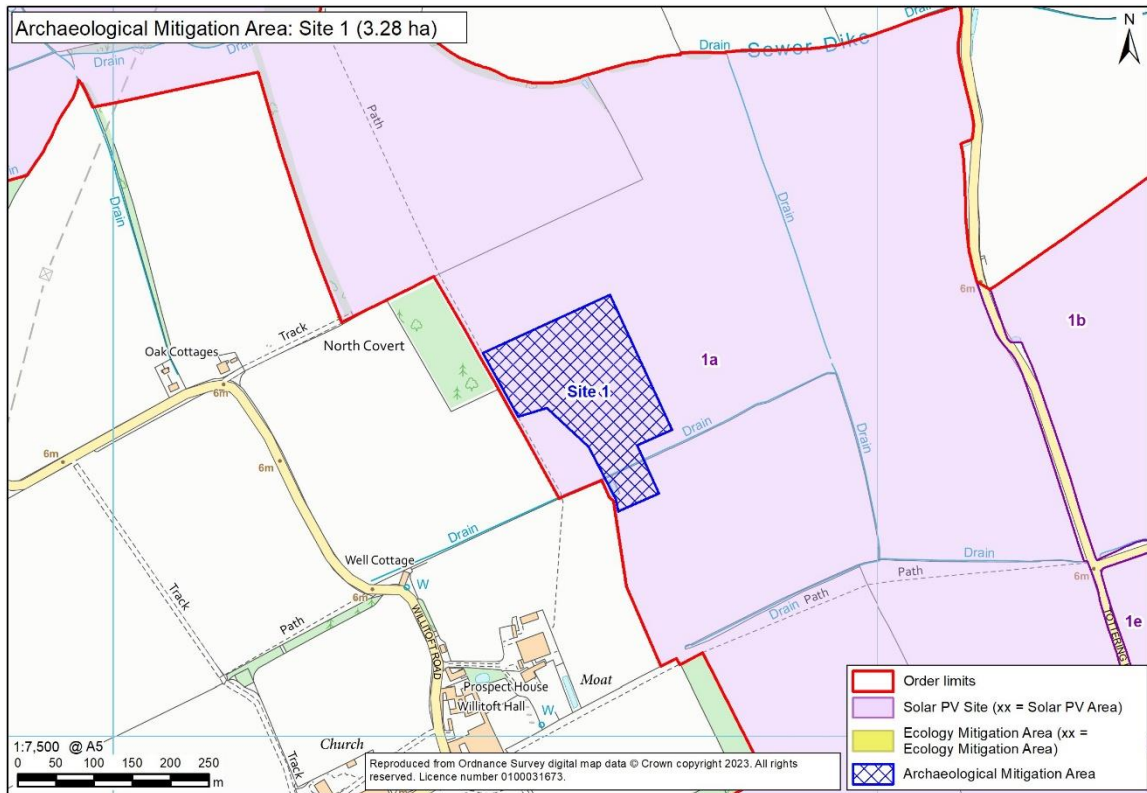 Archaeological Mitigation Area: Site 1 (3.28 ha)
N
Drain
Drain
Drain
Sewer Dike
Path
Drain
Drain
6m
1b
Track
North Covert
1a
Oak Cottages
Site 1
6m
6m
6m
Drain
Drain
Drain
Well Cottage
W
6m
Drain
Path
6m
Track
Path
WILLITOFT ROAD
Drain
Path
1e
TOTTERING
Prospect House
Moat
Willitoft Hall
W
Church
Track
Order limits
Solar PV Site (xx = Solar PV Area)
Ecology Mitigation Area (xx =
Ecology Mitigation Area)
Archaeological Mitigation Area
1:7,500 @ A5
0 50 100 150 200 250
m
Reproduced from Ordnance Survey digital map data © Crown copyright 2023. All rights
reserved. Licence number 0100031673.